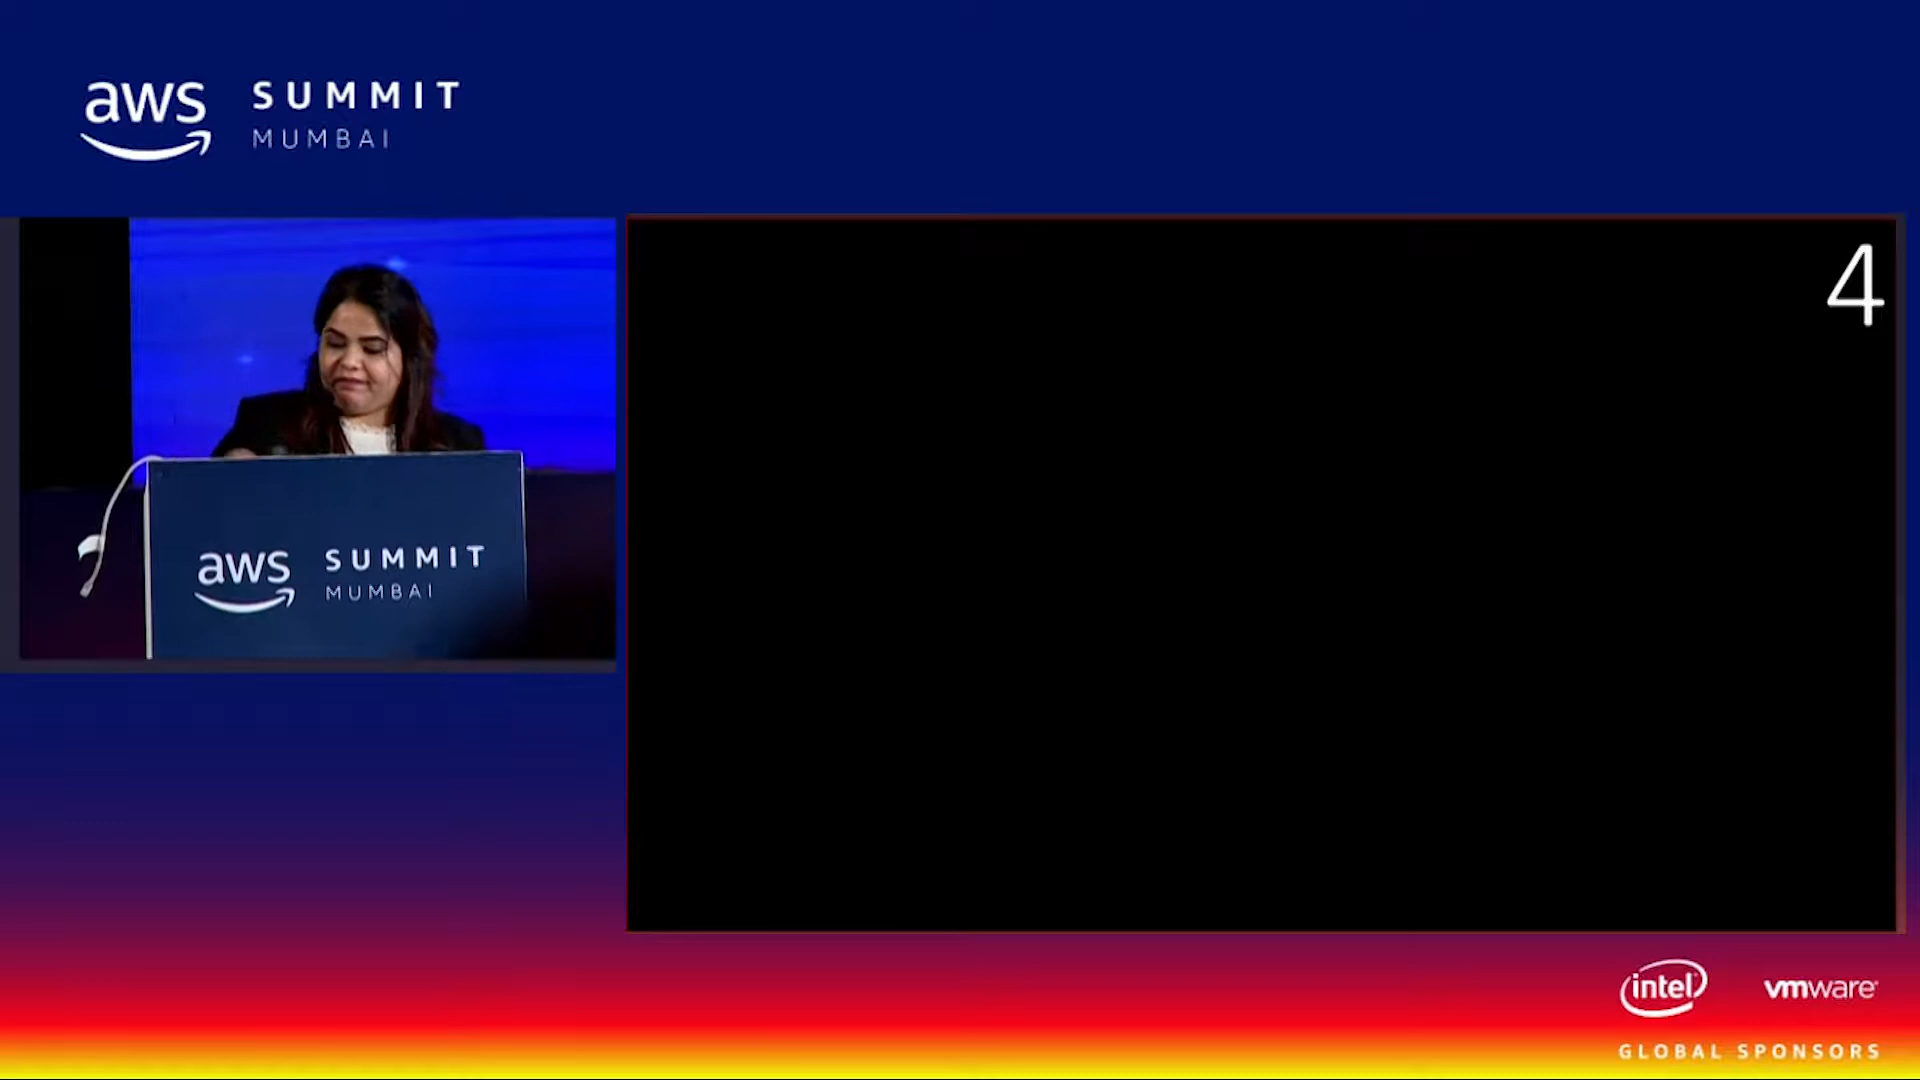 aws SUMMIT
MUMBAI
4
aws SUMMIT
MUMBAI
intel vmware
GLOBAL SPONSORS